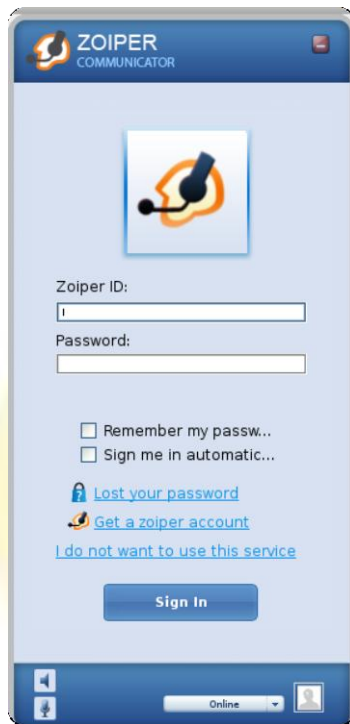 ZOIPER
COMMUNICATOR
Zoiper ID:
Password:
Remember my passw...
Sign me in automatic...
Lost your password
Get a zoiper account
I do not want to use this service
Sign In
Online